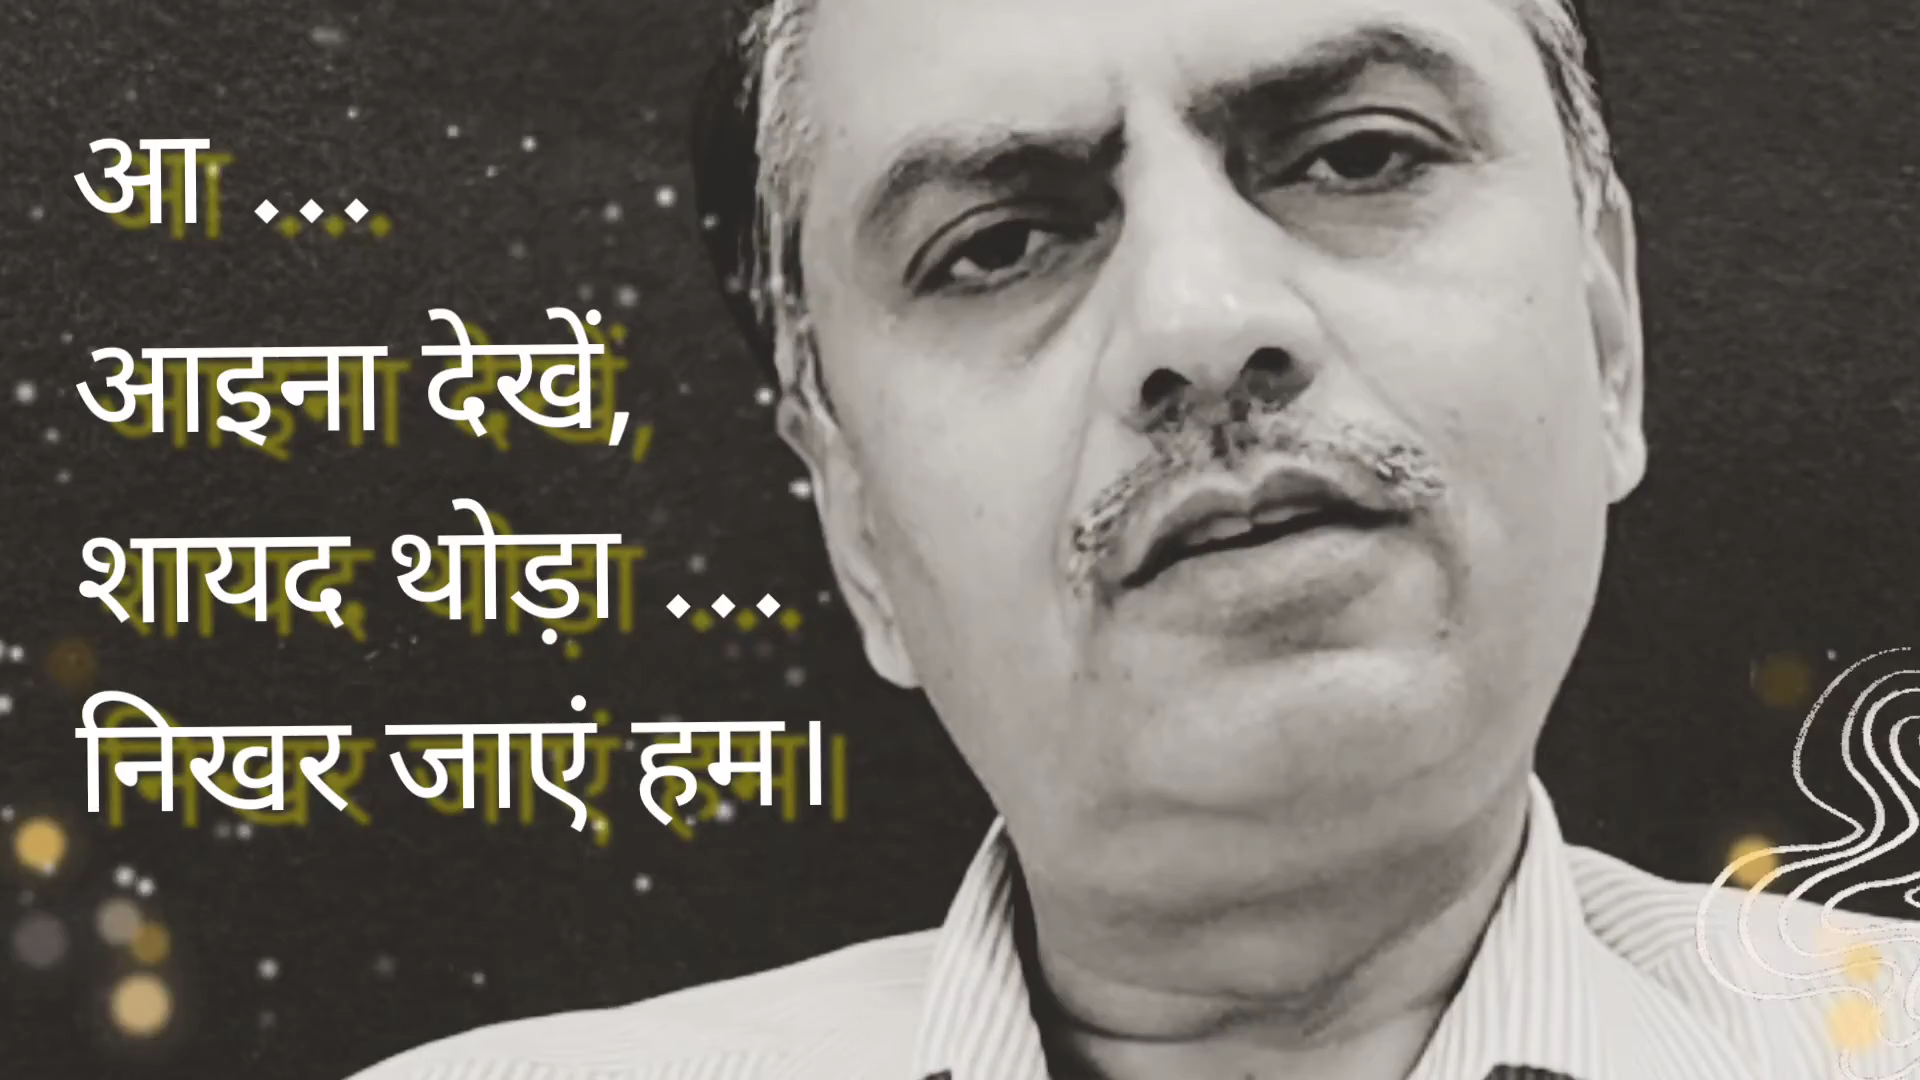 आ ...
आइना देखें,
शायद थोड़ा ...
निखर जाएं हम।